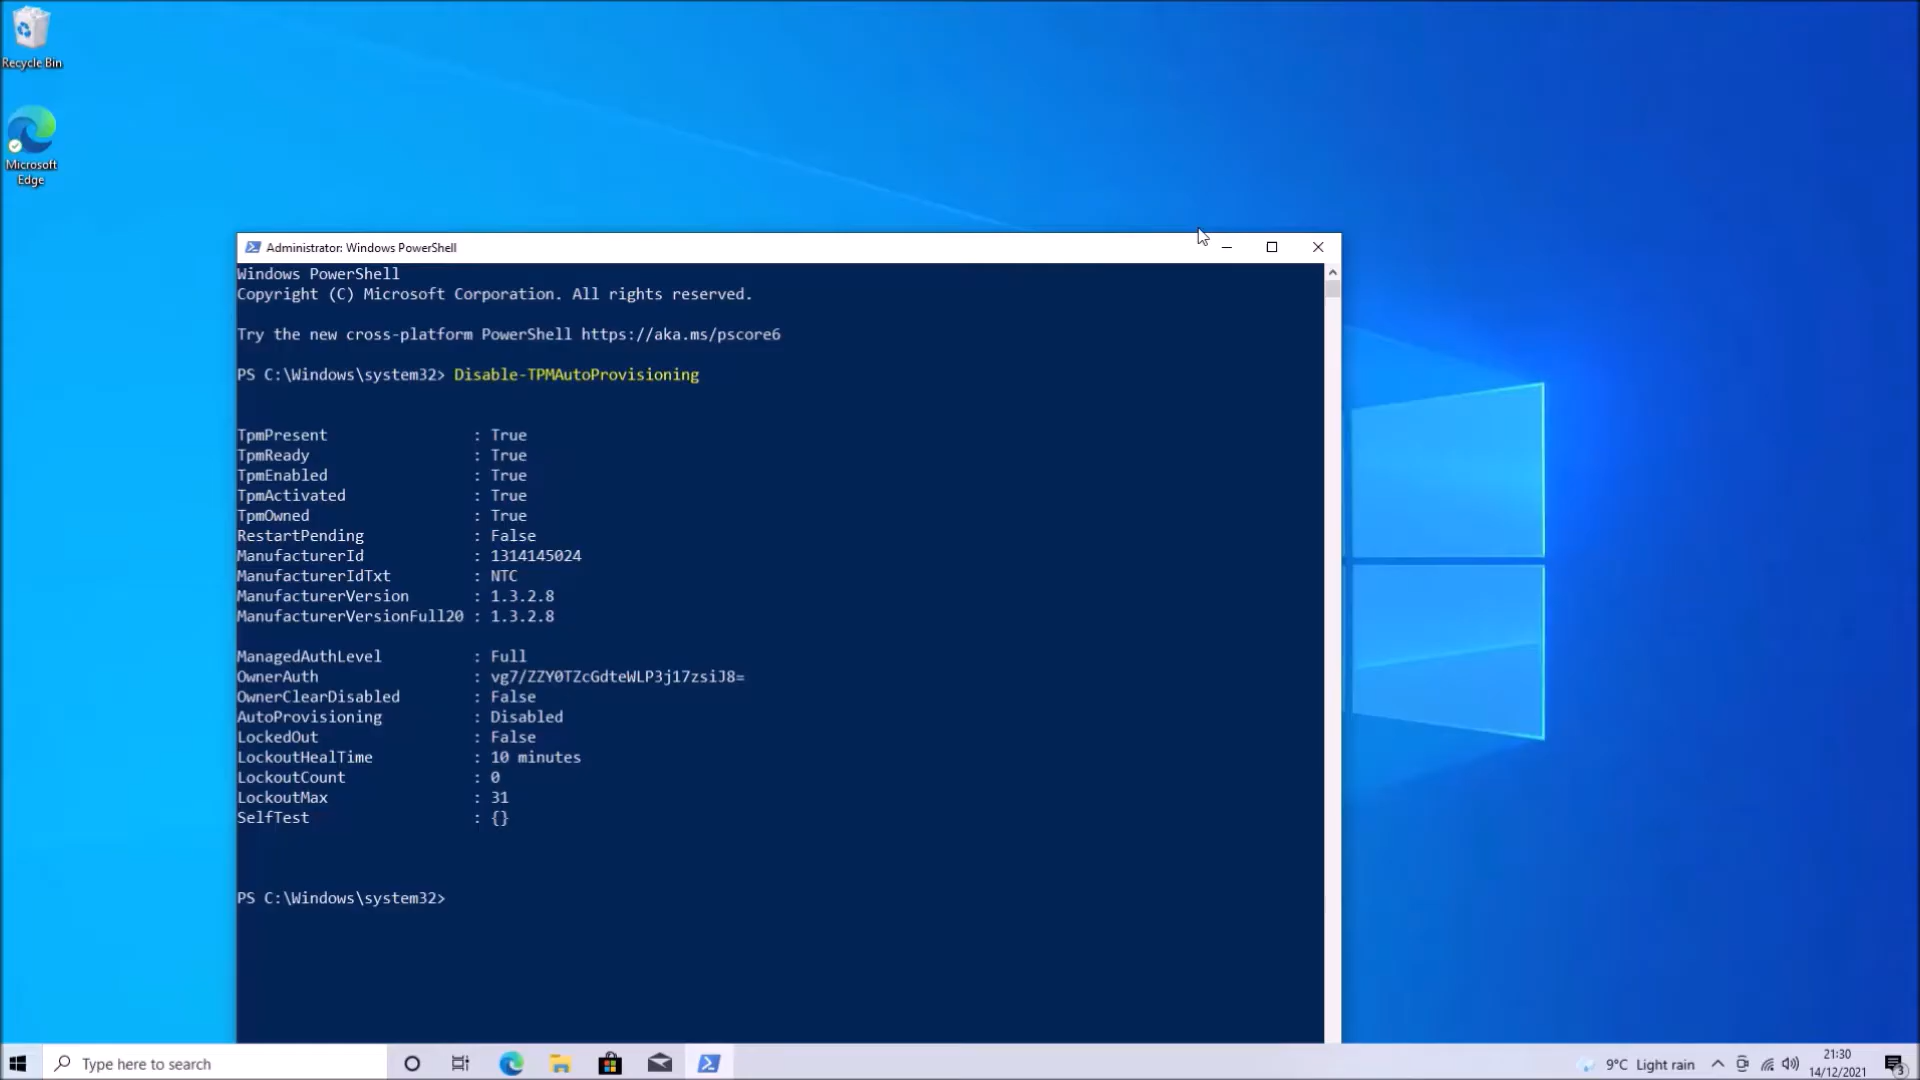 Recycle Bin
Microsoft
Edge
Administrator: Windows PowerShell
Windows PowerShell
Copyright (C) Microsoft Corporation. All rights reserved.
Try the new cross-platform PowerShell https://aka.ms/pscore6
PS C:\Windows\system32> Disable-TPMAutoProvisioning
TpmPresent : True
TpmReady : True
TpmEnabled : True
TpmActivated : True
TpmOwned : True
RestartPending : False
ManufacturerId : 1314145024
ManufacturerIdTxt : NTC
ManufacturerVersion : 1.3.2.8
ManufacturerVersionFull20 : 1.3.2.8
ManagedAuthLevel : Full
OwnerAuth : vg7/ZZY0TZcGdteWLP3j17zsiJ8=
OwnerClearDisabled : False
AutoProvisioning : Disabled
LockedOut : False
LockoutHealTime : 10 minutes
LockoutCount : 0
LockoutMax : 31
SelfTest : {}
PS C:\Windows\system32>
Type here to search
9°C Light rain
21:30
14/12/2021
3